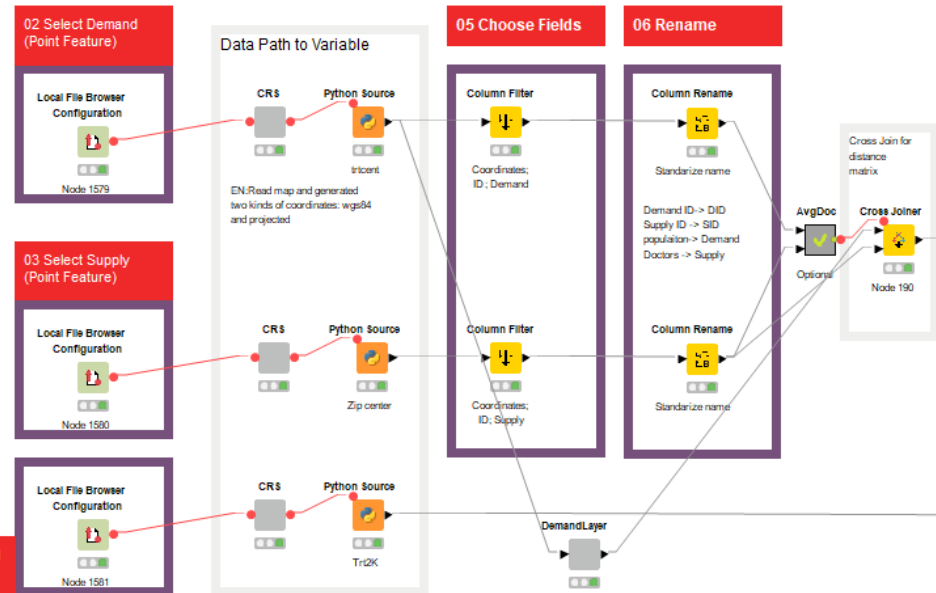 02 Select Demand
(Point Feature)
Local File Browser
Configuration
Node 1579
Data Path to Variable
CRS
Python Source
trtcent
EN:Read map and generated
two kinds of coordinates: wgs84
and projected
05 Choose Fields
Column Filter
Coordinates;
ID ; Demand
06 Rename
Column Rename
Standarize name
Demand ID-> DID
Supply ID -> SID
populaiton-> Demand
Doctors -> Supply
AvgDoc
Optional
Cross Join for
distance
matrix
Cross Joiner
Node 190
03 Select Supply
(Point Feature)
Local File Browser
Configuration
Node 1580
CRS
Python Source
Zip center
Column Filter
Coordinates;
ID; Supply
Column Rename
Standarize name
Local File Browser
Configuration
Node 1581
CRS
Python Source
Trt2K
DemandLayer